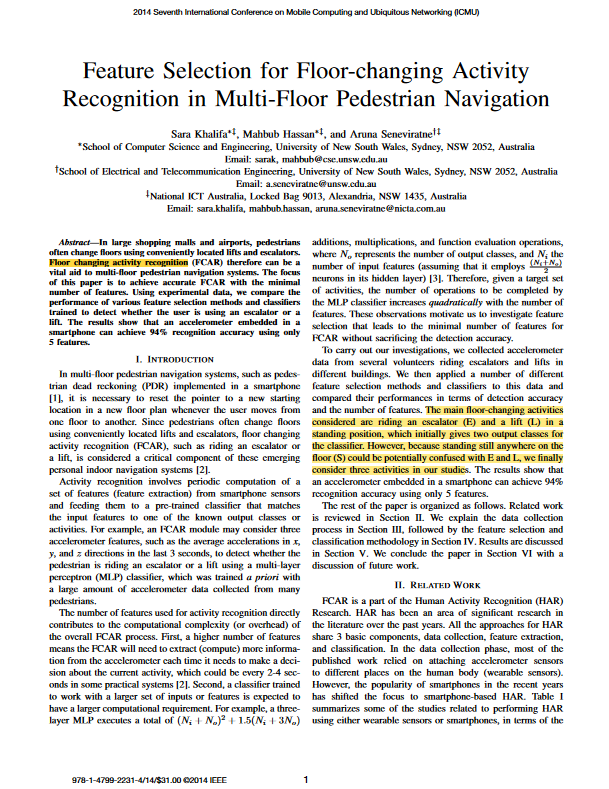 2014 Seventh International Conference on Mobile Computing and Ubiquitous Networking (ICMU)
Feature Selection for Floor-changing Activity
Recognition in Multi-Floor Pedestrian Navigation
Sara Khalifa*‡, Mahbub Hassan*‡, and Aruna Seneviratne†‡
*School of Computer Science and Engineering, University of New South Wales, Sydney, NSW 2052, Australia
Email: sarak, mahbub@cse.unsw.edu.au
†School of Electrical and Telecommunication Engineering, University of New South Wales, Sydney, NSW 2052, Australia
Email: a.seneviratne@unsw.edu.au
‡National ICT Australia, Locked Bag 9013, Alexandria, NSW 1435, Australia
Email: sara.khalifa, mahbub.hassan, aruna.seneviratne@nicta.com.au
Abstract—In large shopping malls and airports, pedestrians
often change floors using conveniently located lifts and escalators.
Floor changing activity recognition (FCAR) therefore can be a
vital aid to multi-floor pedestrian navigation systems. The focus
of this paper is to achieve accurate FCAR with the minimal
number of features. Using experiment data, we compare the
performance of various feature selection methods and classifiers
trained to detect whether the user is using an escalator or a
lift. The results show that an accelerometer embedded in a
smartphone can achieve 94% recognition accuracy using only
5 features.
I. INTRODUCTION
In multi-floor pedestrian navigation systems, such as pedes-
trian dead reckoning (PDR) implemented in a smartphone
[1], it is necessary to reset the pointer to a new starting
location in a new floor plan whenever the user moves from
one floor to another. Since pedestrians often change floors
using conveniently located lifts and escalators, floor changing
activity recognition (FCAR), such as riding an escalator or
a lift, is considered a critical component of these emerging
personal indoor navigation systems [2].
Activity recognition involves periodic computation of a
set of features (feature extraction) from smartphone sensors
and feeding them to a pre-trained classifier that matches
the input features to one of the known output classes or
activities. For example, an FCAR module may consider three
accelerometer features, such as the average accelerations in x,
y, and z directions in the last 3 seconds, to detect whether the
pedestrian is riding an escalator or a lift using a multi-layer
perceptron (MLP) classifier, which was trained a priori with
a large amount of accelerometer data collected from many
pedestrians.
The number of features used for activity recognition directly
contributes to the computational complexity (or overhead) of
the overall FCAR process. First, a higher number of features
means the FCAR will need to extract (compute) more informa-
tion from the accelerometer each time it needs to make a deci-
sion about the current activity, which could be every 2-4 sec-
onds in some practical systems [2]. Second, a classifier trained
to work with a larger set of inputs or features is expected to
have a larger computational requirement. For example, a three-
layer MLP executes a total of (Nᵢ + Nₒ)² + 1.5(Nᵢ + 3Nₒ)
additions, multiplications, and function evaluation operations,
where Nₒ represents the number of output classes, and Nᵢ the
number of input features (assuming that it employs (Nᵢ+Nₒ)/2
neurons in its hidden layer) [3]. Therefore, given a target set
of activities, the number of operations to be completed by
the MLP classifier increases quadratically with the number of
features. These observations motivate us to investigate feature
selection that leads to the minimal number of features for
FCAR without sacrificing the detection accuracy.
To carry out our investigations, we collected accelerometer
data from several volunteers riding escalators and lifts in
different buildings. We then applied a number of different
feature selection methods and classifiers to this data and
compared their performances in terms of detection accuracy
and the number of features. The main floor-changing activities
considered are riding an escalator (E) and a lift (L) in a
standing position, which initially gives two output classes for
the classifier. However, because standing still anywhere on the
floor (S) could be potentially confused with E and L, we finally
consider three activities in our studies. The results show that
an accelerometer embedded in a smartphone can achieve 94%
recognition accuracy using only 5 features.
The rest of the paper is organized as follows. Related work
is reviewed in Section II. We explain the data collection
process in Section III, followed by the feature selection and
classification methodology in Section IV. Results are discussed
in Section V. We conclude the paper in Section VI with a
discussion of future work.
II. RELATED WORK
FCAR is a part of the Human Activity Recognition (HAR)
Research. HAR has been an area of significant research in
the literature over the past years. All the approaches for HAR
share 3 basic components, data collection, feature extraction,
and classification. In the data collection phase, most of the
published work relied on attaching accelerometer sensors
to different places on the human body (wearable sensors).
However, the popularity of smartphones in the recent years
has shifted the focus to smartphone-based HAR. Table I
summarizes some of the studies related to performing HAR
using either wearable sensors or smartphones, in terms of the
978-1-4799-2231-4/14/$31.00 ©2014 IEEE
1